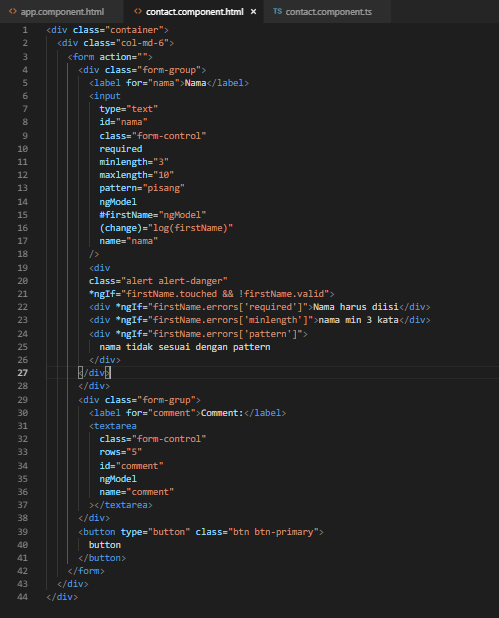 <> app.component.html <> contact.component.html × TS contact.component.ts
1 <div class="container">
2 <div class="col-md-6">
3 <form action="">
4 <div class="form-group">
5 <label for="nama">Nama</label>
6 <input
7 type="text"
8 id="nama"
9 class="form-control"
10 required
11 minlength="3"
12 maxlength="10"
13 pattern="pisang"
14 ngModel
15 #firstName="ngModel"
16 (change)="log(firstName)"
17 name="nama"
18 />
19 <div
20 class="alert alert-danger"
21 *ngIf="firstName.touched && !firstName.valid">
22 <div *ngIf="firstName.errors['required']">Nama harus diisi</div>
23 <div *ngIf="firstName.errors['minlength']">nama min 3 kata</div>
24 <div *ngIf="firstName.errors['pattern']">
25 nama tidak sesuai dengan pattern
26 </div>
27 </div>
28 </div>
29 <div class="form-grup">
30 <label for="comment">Comment:</label>
31 <textarea
32 class="form-control"
33 rows="5"
34 id="comment"
35 ngModel
36 name="comment"
37 ></textarea>
38 </div>
39 <button type="button" class="btn btn-primary">
40 button
41 </button>
42 </form>
43 </div>
44 </div>